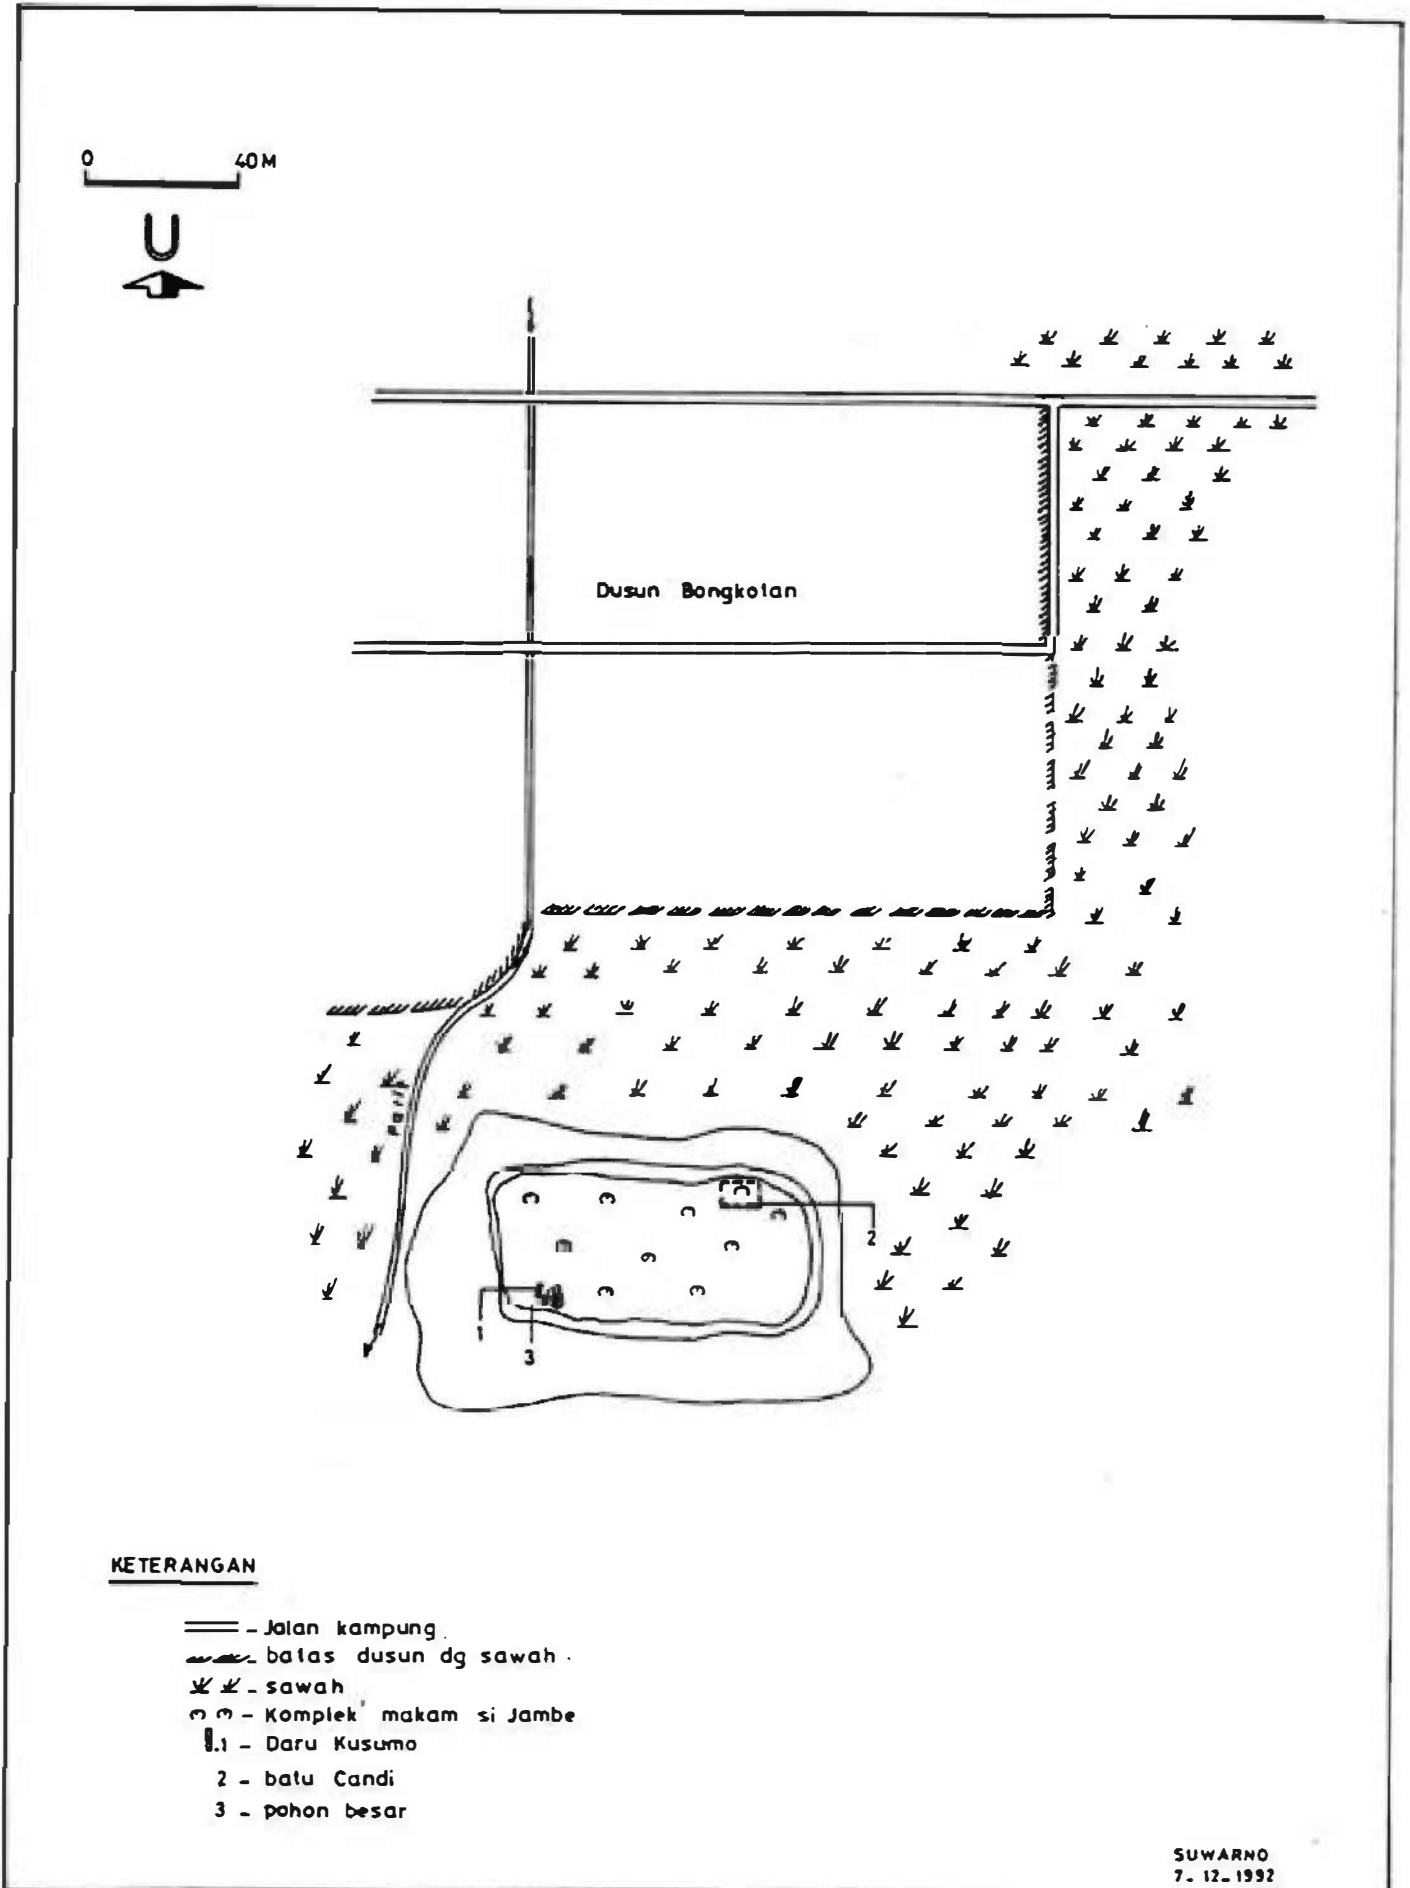 0 40M
U
Dusun Bongkotan
Parit
2
1
3
KETERANGAN
- Jalan kampung
- batas dusun dg sawah
- sawah
- Komplek makam si Jambe
1 - Daru Kusumo
2 - batu Candi
3 - pohon besar
SUWARNO
7-12-1992